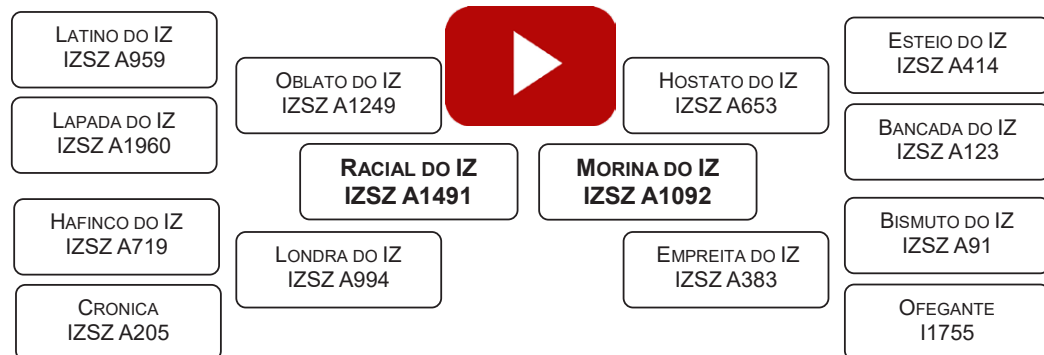 LATINO DO IZ
IZSZ A959
LAPADA DO IZ
IZSZ A1960
HAFINCO DO IZ
IZSZ A719
CRONICA
IZSZ A205
OBLATO DO IZ
IZSZ A1249
LONDRA DO IZ
IZSZ A994
RACIAL DO IZ
IZSZ A1491
MORINA DO IZ
IZSZ A1092
HOSTATO DO IZ
IZSZ A653
EMPREITA DO IZ
IZSZ A383
ESTEIO DO IZ
IZSZ A414
BANCADA DO IZ
IZSZ A123
BISMUTO DO IZ
IZSZ A91
OFEGANTE
I1755